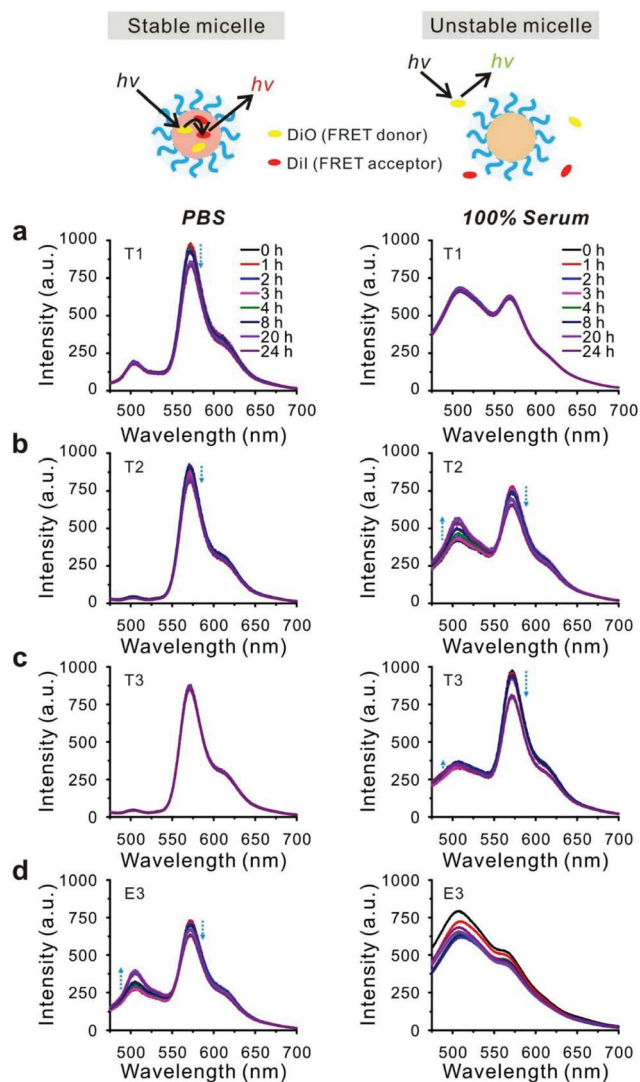 Stable micelle
Unstable micelle
hv
hv
hv
hv
DiO (FRET donor)
DiI (FRET acceptor)
PBS
100% Serum
a
T1
0 h
1 h
2 h
3 h
4 h
8 h
20 h
24 h
Intensity (a.u.)
1000
750
500
250
0
500 550 600 650 700
Wavelength (nm)
T1
0 h
1 h
2 h
3 h
4 h
8 h
20 h
24 h
Intensity (a.u.)
1000
750
500
250
0
500 550 600 650 700
Wavelength (nm)
b
T2
Intensity (a.u.)
1000
750
500
250
0
500 550 600 650 700
Wavelength (nm)
T2
Intensity (a.u.)
1000
750
500
250
0
500 550 600 650 700
Wavelength (nm)
c
T3
Intensity (a.u.)
1000
750
500
250
0
500 550 600 650 700
Wavelength (nm)
T3
Intensity (a.u.)
1000
750
500
250
0
500 550 600 650 700
Wavelength (nm)
d
E3
Intensity (a.u.)
1000
750
500
250
0
500 550 600 650 700
Wavelength (nm)
E3
Intensity (a.u.)
1000
750
500
250
0
500 550 600 650 700
Wavelength (nm)